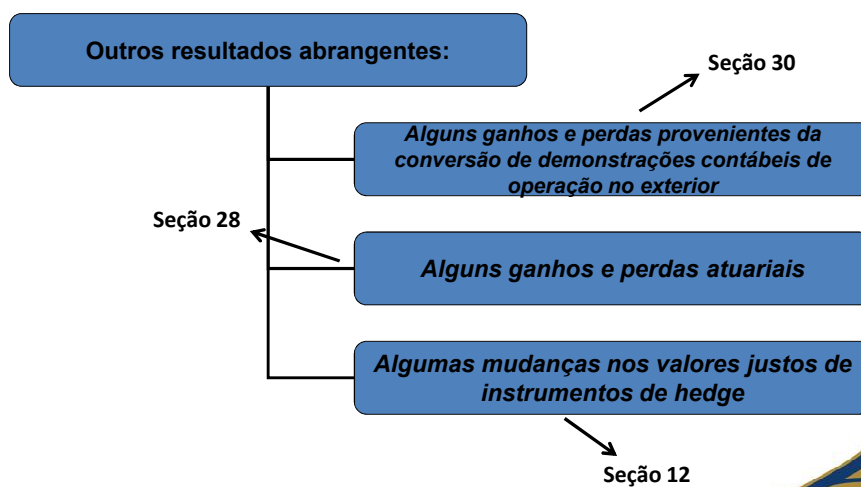 Outros resultados abrangentes:
Seção 30
Alguns ganhos e perdas provenientes da
conversão de demonstrações contábeis de
operação no exterior
Seção 28
Alguns ganhos e perdas atuariais
Algumas mudanças nos valores justos de
instrumentos de hedge
Seção 12